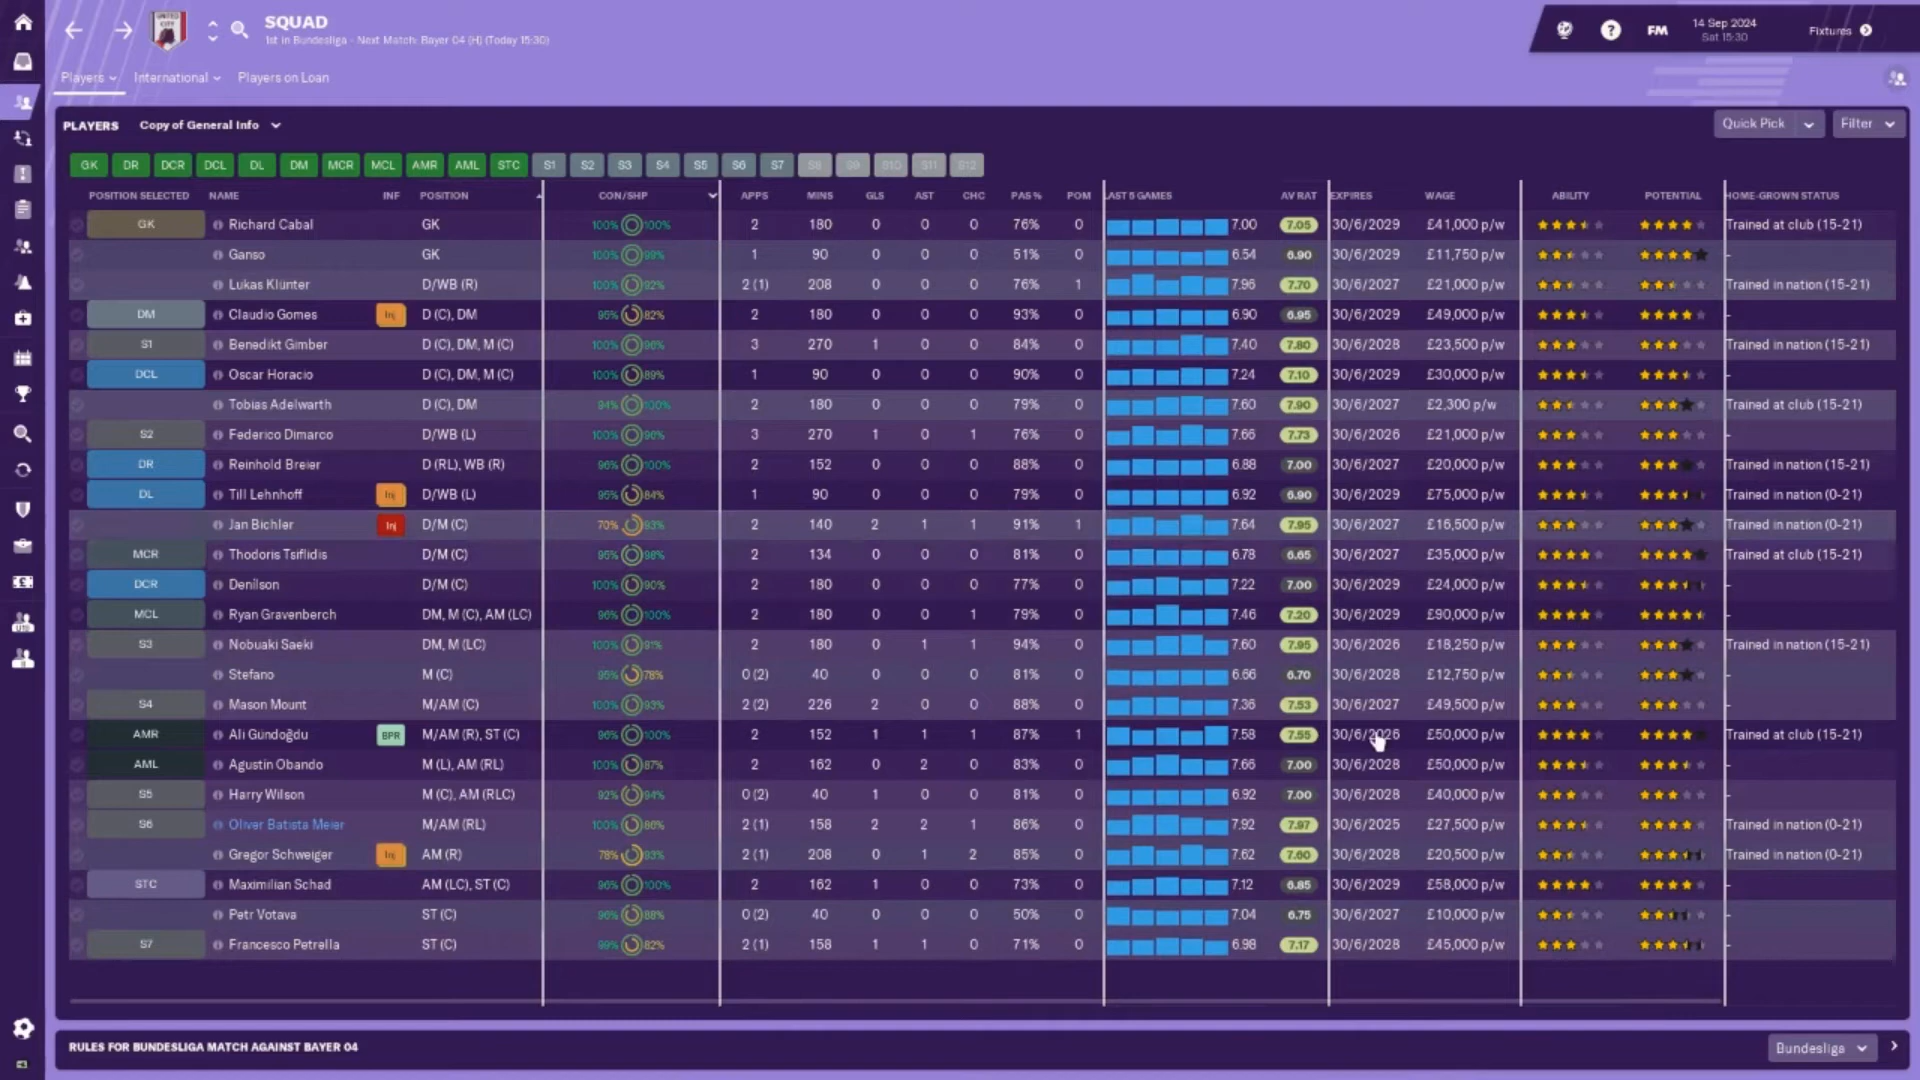 UNITED CITY
SQUAD
1st in Bundesliga - Next Match: Bayer 04 (H) (Today 15:30)
FM
14 Sep 2024
Sat 15:30
Fixtures
Players
International
Players on Loan
PLAYERS Copy of General Info
Quick Pick Filter
GK DR DCR DCL DL DM MCR MCL AMR AML STC S1 S2 S3 S4 S5 S6 S7 S8 S9 S10 S11 S12
POSITION SELECTED NAME INF POSITION CON/SHP APPS MINS GLS AST CHC PAS % POM LAST 5 GAMES AV RAT EXPIRES WAGE ABILITY POTENTIAL HOME-GROWN STATUS
GK Richard Cabal GK 100% 100% 2 180 0 0 0 76% 0 7.00 7.05 30/6/2029 £41,000 p/w Trained at club (15-21)
Ganso GK 100% 99% 1 90 0 0 0 51% 0 6.54 6.90 30/6/2029 £11,750 p/w -
Lukas Klünter D/WB (R) 100% 92% 2 (1) 208 0 0 0 76% 1 7.96 7.70 30/6/2027 £21,000 p/w Trained in nation (15-21)
DM Claudio Gomes Inj D (C), DM 95% 82% 2 180 0 0 0 93% 0 6.90 6.95 30/6/2029 £49,000 p/w -
S1 Benedikt Gimber D (C), DM, M (C) 100% 96% 3 270 1 0 0 84% 0 7.40 7.80 30/6/2028 £23,500 p/w Trained in nation (15-21)
DCL Oscar Horacio D (C), DM, M (C) 100% 89% 1 90 0 0 0 90% 0 7.24 7.10 30/6/2029 £30,000 p/w -
Tobias Adelwarth D (C), DM 94% 100% 2 180 0 0 0 79% 0 7.60 7.90 30/6/2027 £2,300 p/w Trained at club (15-21)
S2 Federico Dimarco D/WB (L) 100% 96% 3 270 1 0 1 76% 0 7.66 7.73 30/6/2026 £21,000 p/w -
DR Reinhold Breier D (RL), WB (R) 96% 100% 2 152 0 0 0 88% 0 6.88 7.00 30/6/2027 £20,000 p/w Trained in nation (15-21)
DL Till Lehnhoff Inj D/WB (L) 95% 84% 1 90 0 0 0 79% 0 6.92 6.90 30/6/2029 £75,000 p/w Trained in nation (0-21)
Jan Bichler Inj D/M (C) 70% 93% 2 140 2 1 1 91% 1 7.64 7.95 30/6/2027 £16,500 p/w Trained in nation (0-21)
MCR Thodoris Tsiflidis D/M (C) 95% 98% 2 134 0 0 0 81% 0 6.78 6.65 30/6/2027 £35,000 p/w Trained at club (15-21)
DCR Denílson D/M (C) 100% 90% 2 180 0 0 0 77% 0 7.22 7.00 30/6/2029 £24,000 p/w -
MCL Ryan Gravenberch DM, M (C), AM (LC) 96% 100% 2 180 0 0 1 79% 0 7.46 7.20 30/6/2029 £90,000 p/w -
S3 Nobuaki Saeki DM, M (LC) 100% 91% 2 180 0 1 1 94% 0 7.60 7.95 30/6/2026 £18,250 p/w Trained in nation (15-21)
Stefano M (C) 95% 78% 0 (2) 40 0 0 0 81% 0 6.66 6.70 30/6/2028 £12,750 p/w -
S4 Mason Mount M/AM (C) 100% 93% 2 (2) 226 2 0 0 88% 0 7.36 7.53 30/6/2027 £49,500 p/w -
AMR Ali Gündoğdu BPR M/AM (R), ST (C) 96% 100% 2 152 1 1 1 87% 1 7.58 7.55 30/6/2026 £50,000 p/w Trained at club (15-21)
AML Agustín Obando M (L), AM (RL) 100% 87% 2 162 0 2 0 83% 0 7.66 7.00 30/6/2028 £50,000 p/w -
S5 Harry Wilson M (C), AM (RLC) 92% 94% 0 (2) 40 1 0 0 81% 0 6.92 7.00 30/6/2028 £40,000 p/w -
S6 Oliver Batista Meier M/AM (RL) 100% 86% 2 (1) 158 2 2 1 86% 0 7.92 7.97 30/6/2025 £27,500 p/w Trained in nation (0-21)
Gregor Schweiger Inj AM (R) 78% 93% 2 (1) 208 0 1 2 85% 0 7.62 7.60 30/6/2028 £20,500 p/w Trained in nation (0-21)
STC Maximilian Schad AM (LC), ST (C) 96% 100% 2 162 1 0 0 73% 0 7.12 6.85 30/6/2029 £58,000 p/w -
Petr Votava ST (C) 96% 88% 0 (2) 40 0 0 0 50% 0 7.04 6.75 30/6/2027 £10,000 p/w -
S7 Francesco Petrella ST (C) 99% 82% 2 (1) 158 1 1 0 71% 0 6.98 7.17 30/6/2028 £45,000 p/w -
RULES FOR BUNDESLIGA MATCH AGAINST BAYER 04
Bundesliga